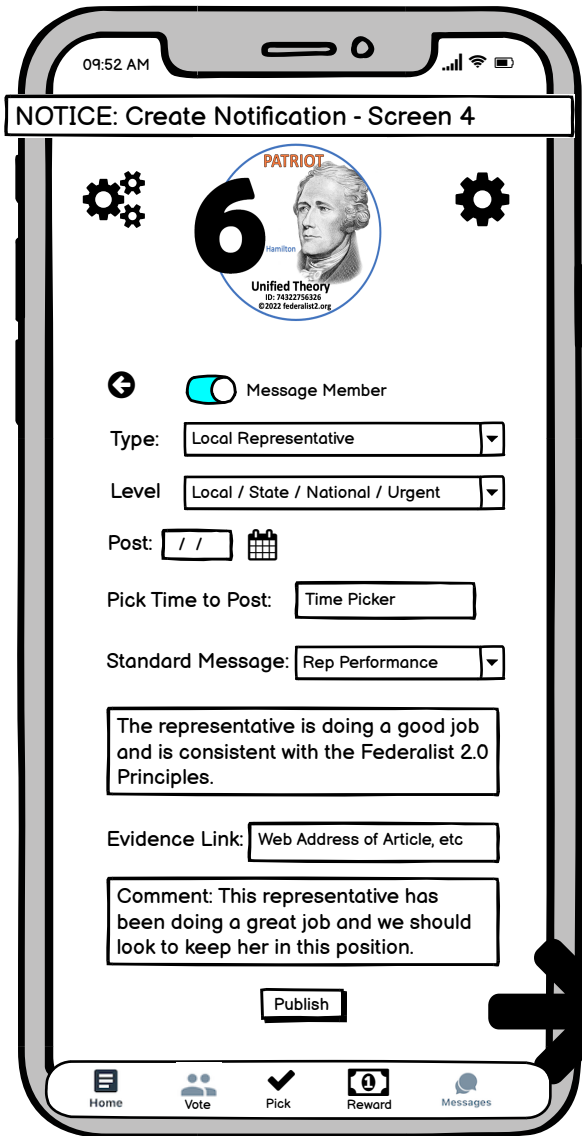 09:52 AM
NOTICE: Create Notification - Screen 4
PATRIOT
6
Hamilton
Unified Theory
ID: 74322756326
©2022 federalist2.org
Message Member
Type: Local Representative
Level Local / State / National / Urgent
Post: / /
Pick Time to Post: Time Picker
Standard Message: Rep Performance
The representative is doing a good job
and is consistent with the Federalist 2.0
Principles.
Evidence Link: Web Address of Article, etc
Comment: This representative has
been doing a great job and we should
look to keep her in this position.
Publish
1
Home Vote Pick Reward Messages